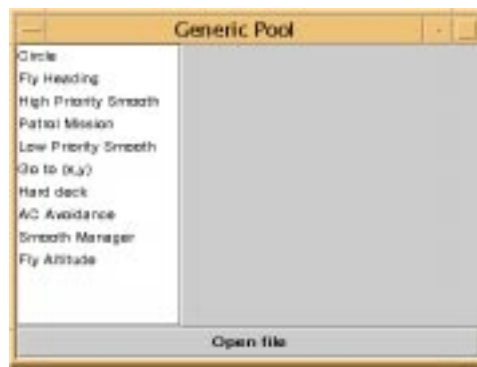 Generic Pool
Circle
Fly Heading
High Priority Smooth
Patrol Mission
Low Priority Smooth
Go to (x,y)
Hard deck
AC Avoidance
Smooth Manager
Fly Altitude
Open file